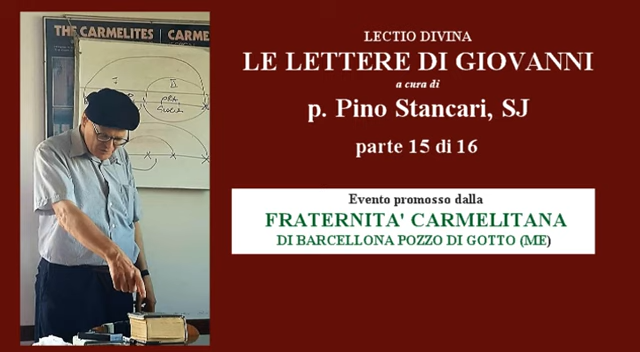 THE CARMELITES | CARME
I
II
LECTIO DIVINA
LE LETTERE DI GIOVANNI
a cura di
p. Pino Stancari, SJ
parte 15 di 16
Evento promosso dalla
FRATERNITA' CARMELITANA
DI BARCELLONA POZZO DI GOTTO (ME)